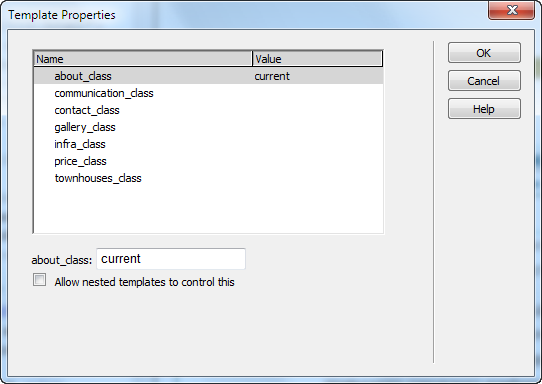 Template Properties
Name Value
about_class current
communication_class
contact_class
gallery_class
infra_class
price_class
townhouses_class
OK
Cancel
Help
about_class: current
Allow nested templates to control this